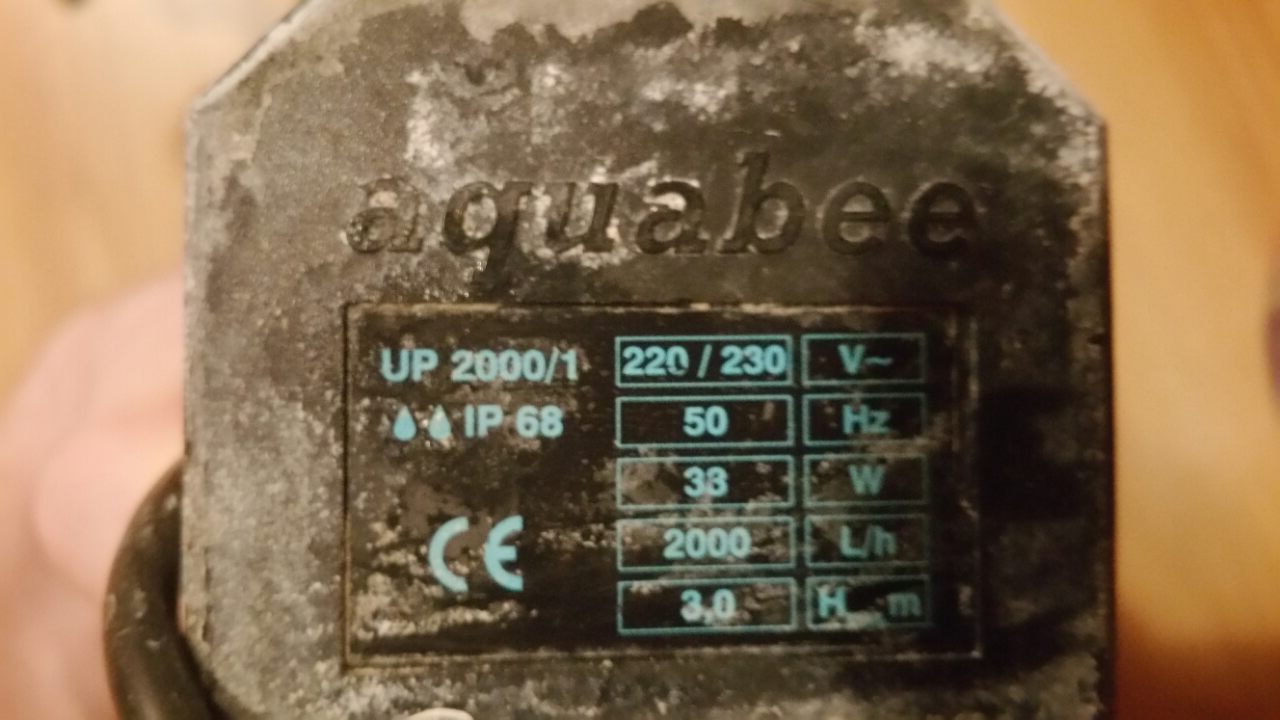 aquabee
UP 2000/1 220 / 230 V~
IP 68 50 Hz
33 W
CE 2000 L/h
3.0 H m